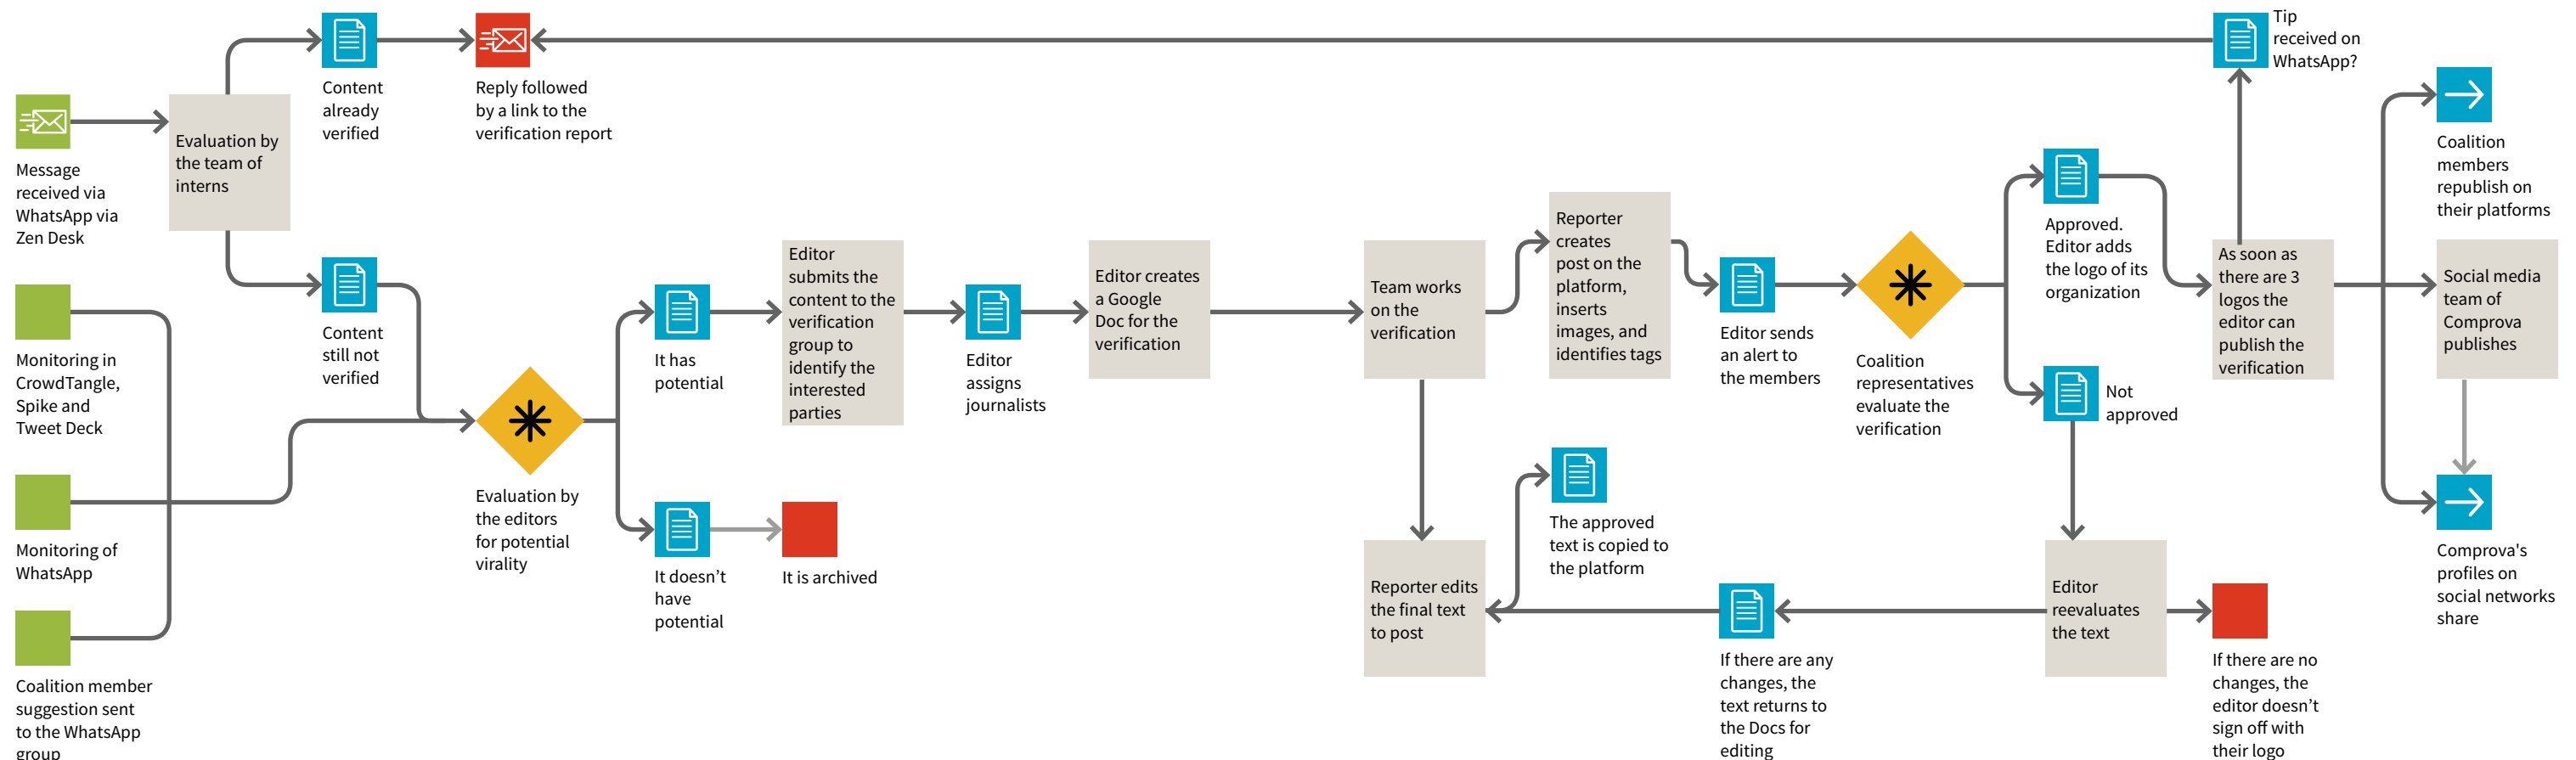 Message
received via
WhatsApp via
Zen Desk
Monitoring in
CrowdTangle,
Spike and
Tweet Deck
Monitoring of
WhatsApp
Coalition member
suggestion sent
to the WhatsApp
group
Evaluation by
the team of
interns
Content
already
verified
Reply followed
by a link to the
verification report
Content
still not
verified
Evaluation by
the editors
for potential
virality
It has
potential
It doesn’t
have
potential
It is archived
Editor
submits the
content to the
verification
group to
identify the
interested
parties
Editor
assigns
journalists
Editor creates
a Google
Doc for the
verification
Team works
on the
verification
Reporter
creates
post on the
platform,
inserts
images, and
identifies tags
Reporter edits
the final text
to post
The approved
text is copied to
the platform
Editor sends
an alert to
the members
Coalition
representatives
evaluate the
verification
Approved.
Editor adds
the logo of its
organization
Not
approved
Editor
reevaluates
the text
If there are any
changes, the
text returns to
the Docs for
editing
If there are no
changes, the
editor doesn’t
sign off with
their logo
As soon as
there are 3
logos the
editor can
publish the
verification
Tip
received on
WhatsApp?
Coalition
members
republish on
their platforms
Social media
team of
Comprova
publishes
Comprova's
profiles on
social networks
share